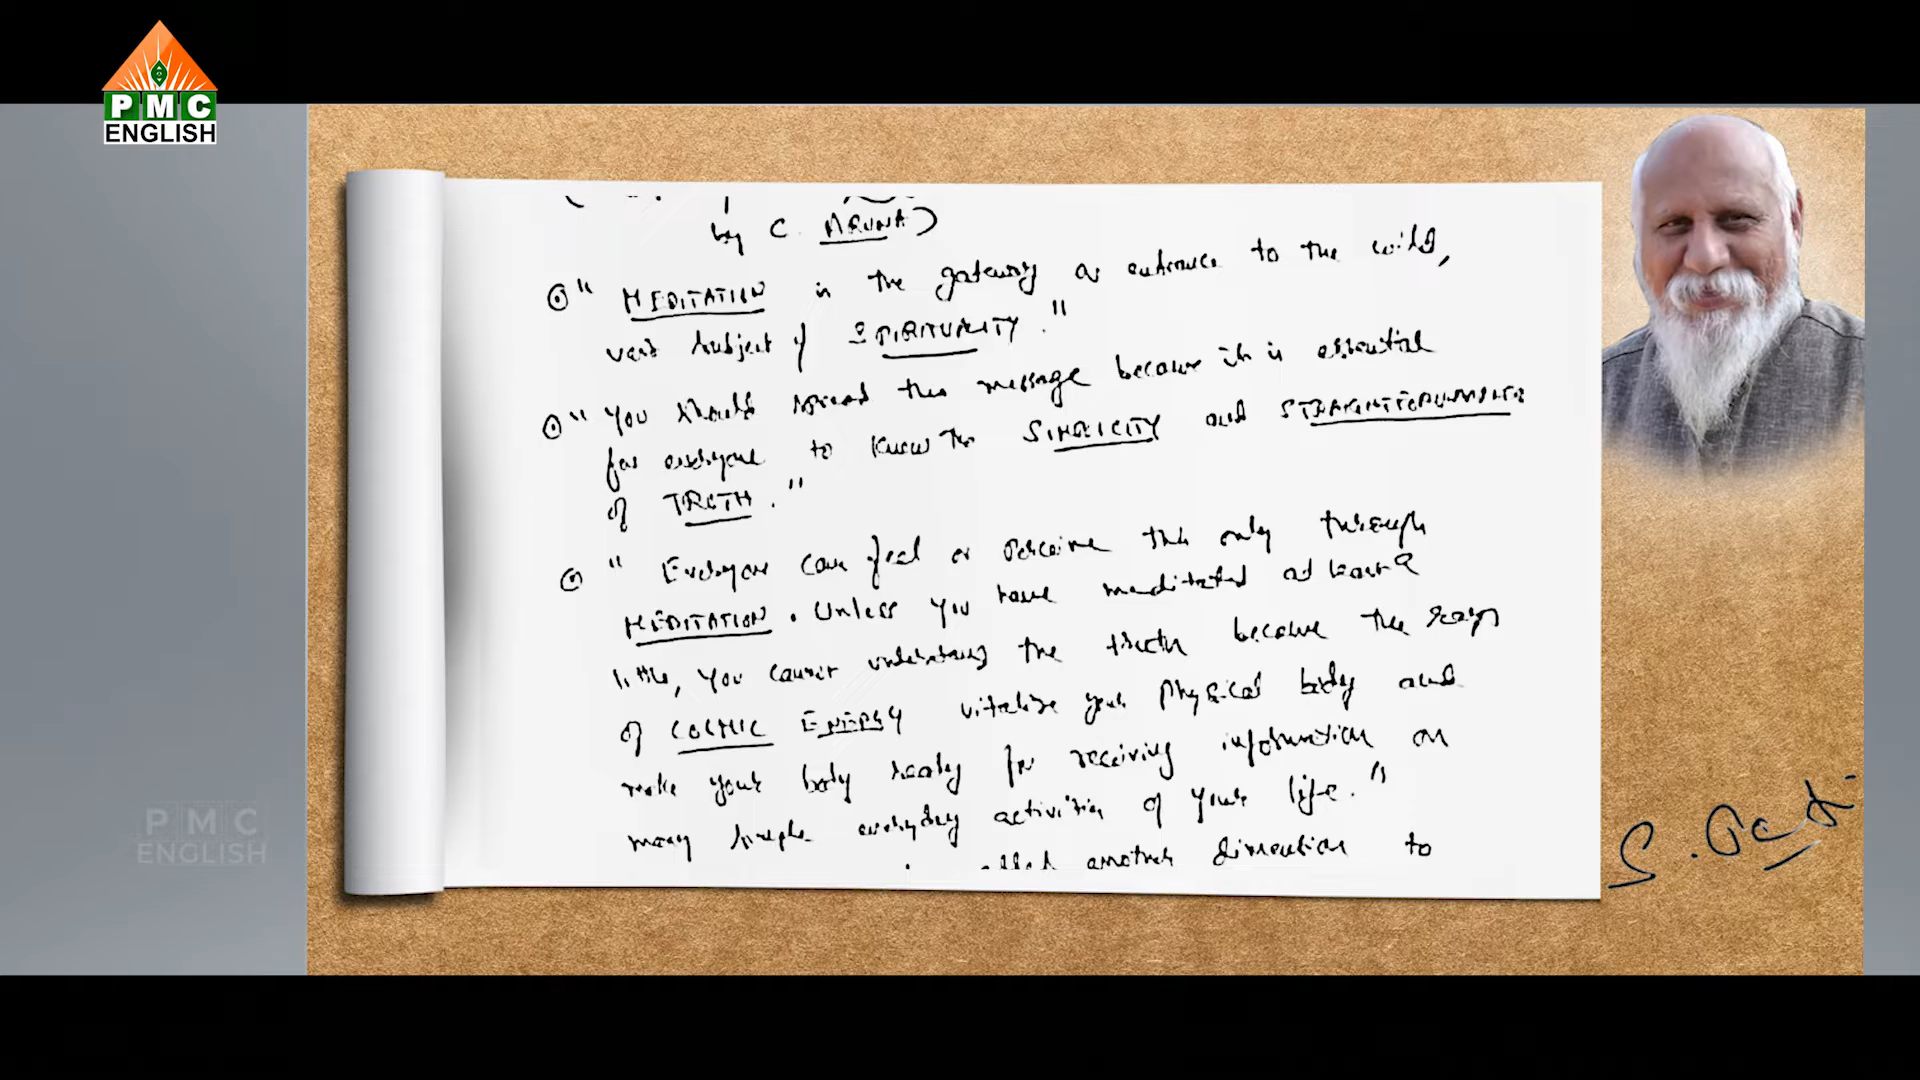 PMC
ENGLISH
by C. ARUNA)
⊙ " MEDITATION is the gateway or entrance to the wild,
vast subject of SPIRITUALITY . "
⊙ " You should spread this message because it is essential
for everyone to know the SIMPLICITY and STRAIGHTFORWARDNESS
of TRUTH . "
⊙ " Everyone can feel or perceive this only through
MEDITATION . Unless you have meditated at least a
little, you cannot understand the truth because the rays
of COSMIC ENERGY vitalise your physical body and
make your body ready for receiving information on
many simple everyday activities of your life . "
another dimension to
PMC
ENGLISH